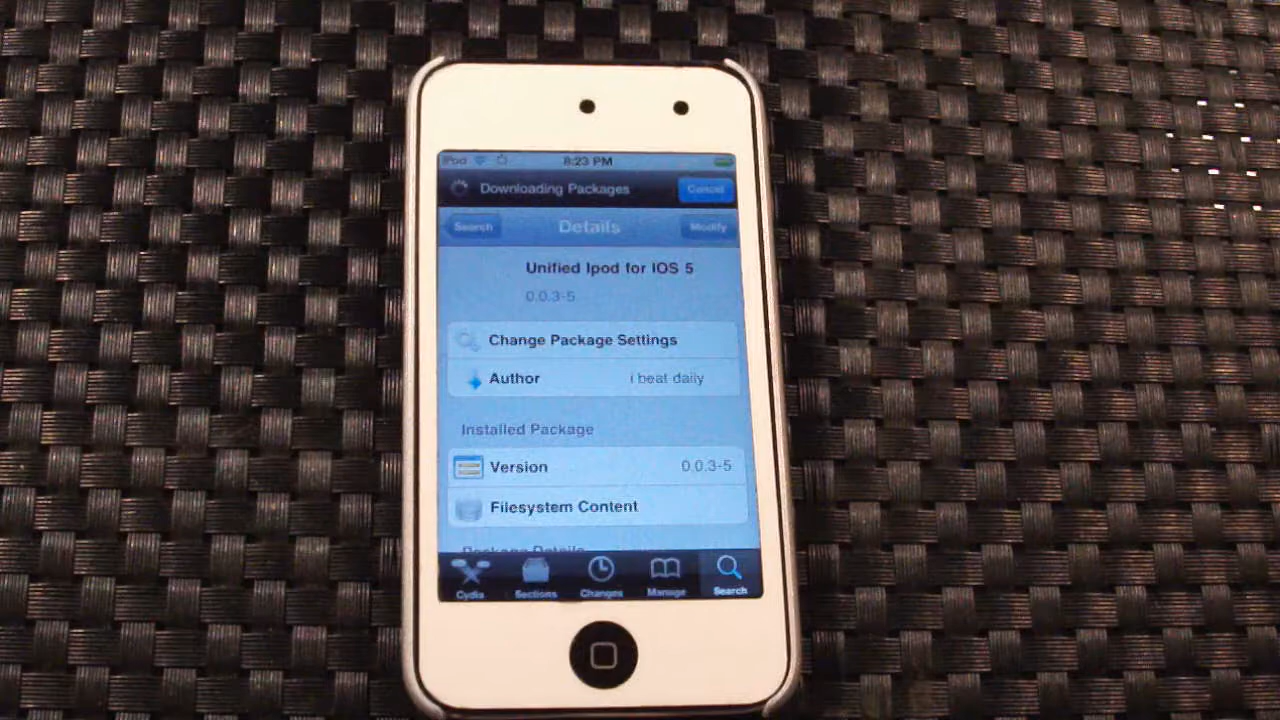 iPod 8:23 PM
Downloading Packages Cancel
Search Details Modify
Unified Ipod for IOS 5
0.0.3-5
Change Package Settings
Author i beat daily
Installed Package
Version 0.0.3-5
Filesystem Content
Package Details
Cydia Sections Changes Manage Search